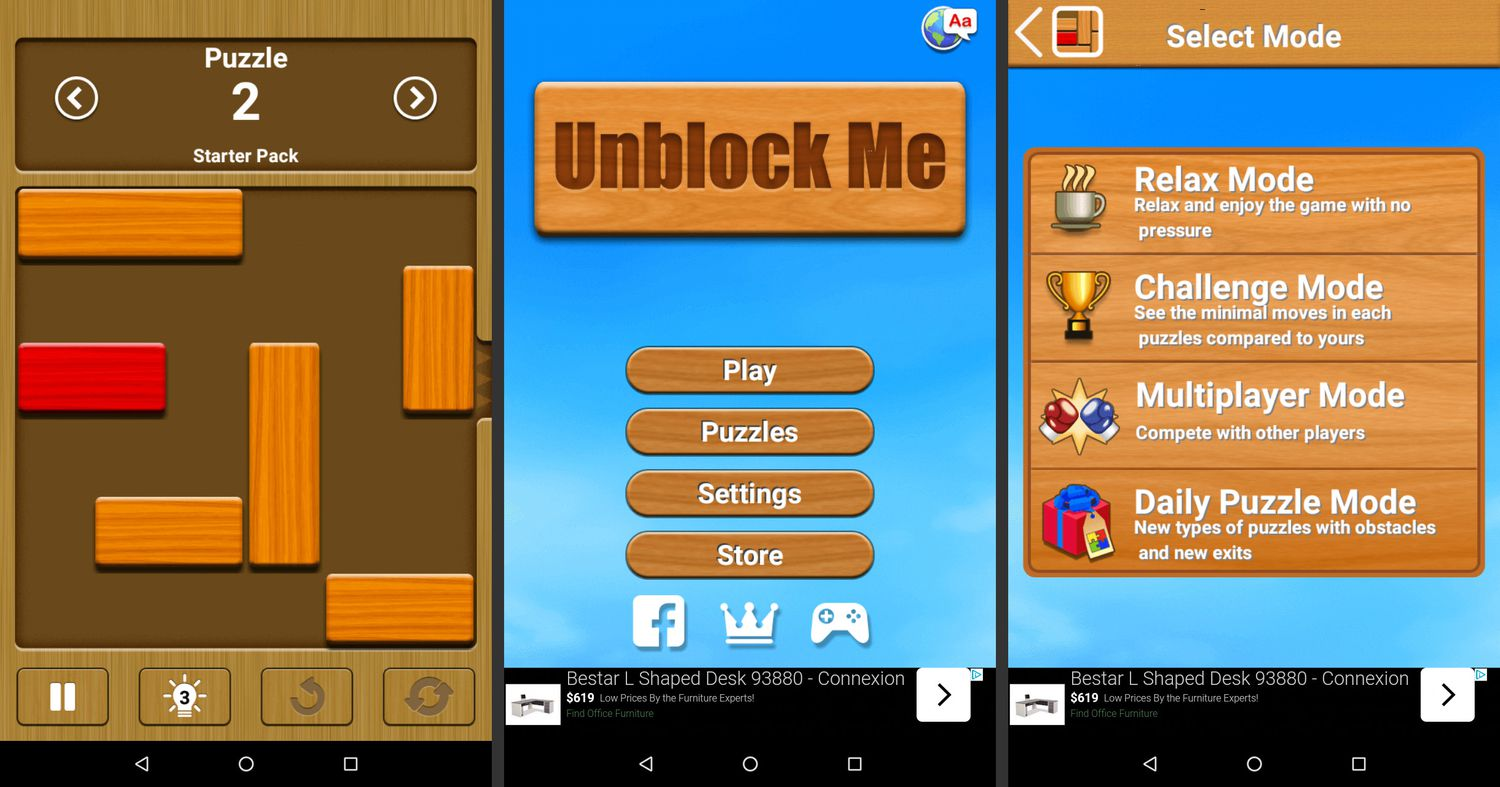 Puzzle
2
Starter Pack
3
Aa
Unblock Me
Play
Puzzles
Settings
Store
Bestar L Shaped Desk 93880 - Connexion
$619 Low Prices By the Furniture Experts!
Find Office Furniture
Select Mode
Relax Mode
Relax and enjoy the game with no
pressure
Challenge Mode
See the minimal moves in each
puzzles compared to yours
Multiplayer Mode
Compete with other players
Daily Puzzle Mode
New types of puzzles with obstacles
and new exits
Bestar L Shaped Desk 93880 - Connexion
$619 Low Prices By the Furniture Experts!
Find Office Furniture